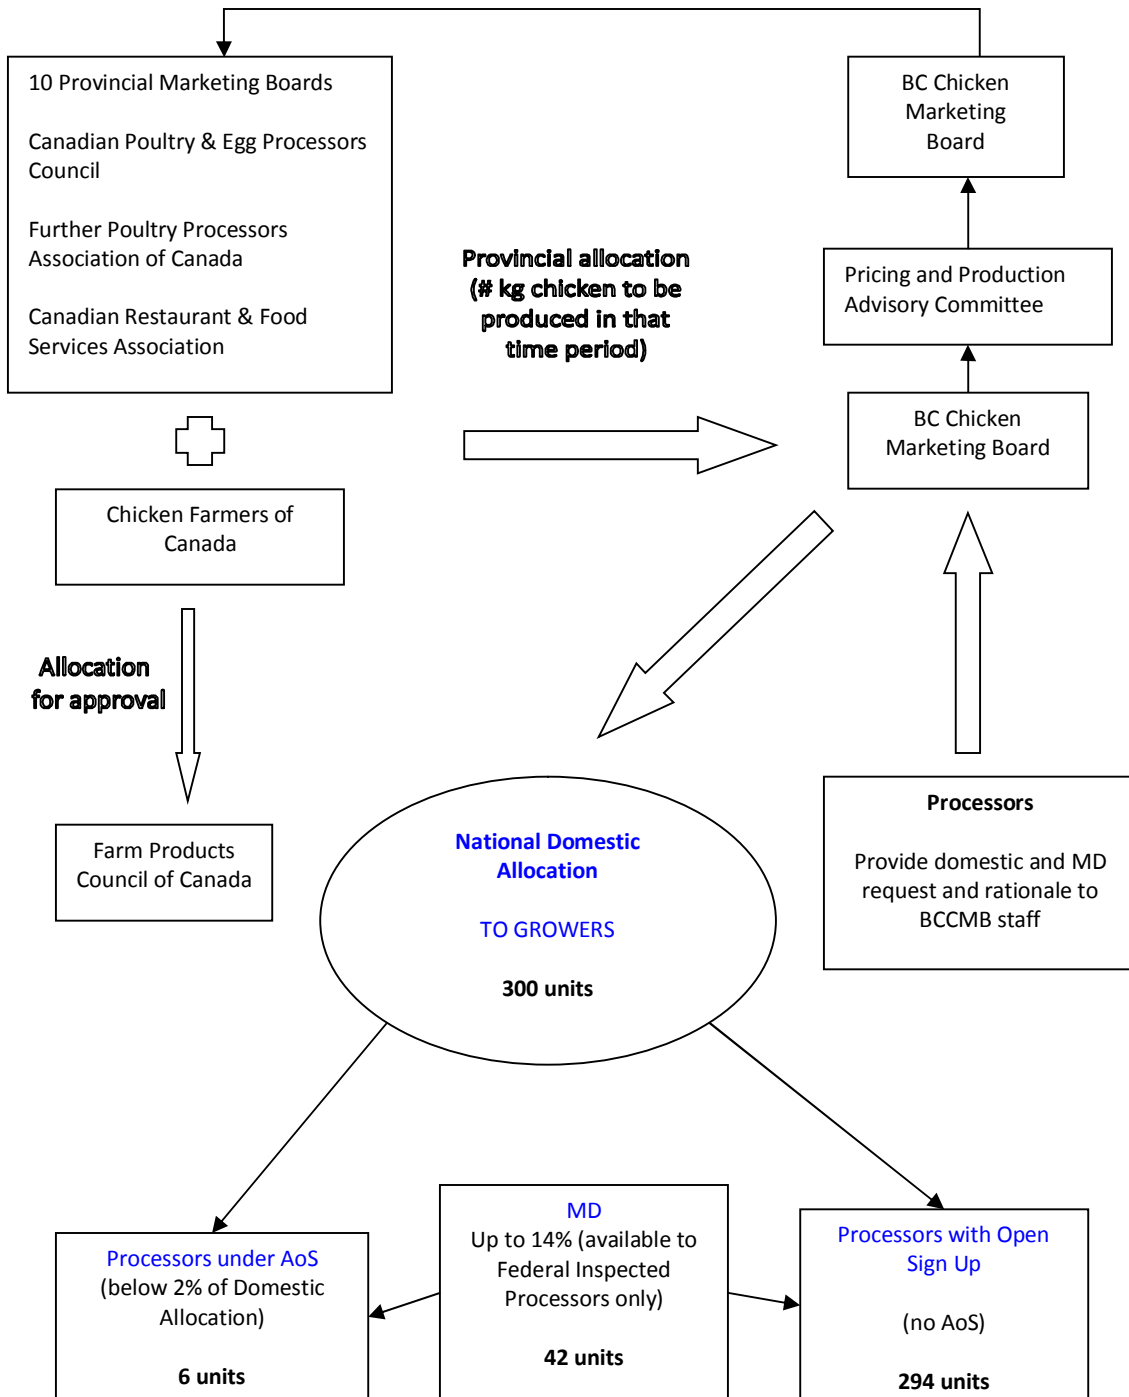 10 Provincial Marketing Boards
Canadian Poultry & Egg Processors
Council
Further Poultry Processors
Association of Canada
Canadian Restaurant & Food
Services Association
BC Chicken
Marketing
Board
Provincial allocation
(# kg chicken to be
produced in that
time period)
Pricing and Production
Advisory Committee
BC Chicken
Marketing Board
Chicken Farmers of
Canada
Allocation
for approval
Farm Products
Council of Canada
National Domestic
Allocation
TO GROWERS
300 units
Processors
Provide domestic and MD
request and rationale to
BCCMB staff
Processors under AoS
(below 2% of Domestic
Allocation)
6 units
MD
Up to 14% (available to
Federal Inspected
Processors only)
42 units
Processors with Open
Sign Up
(no AoS)
294 units